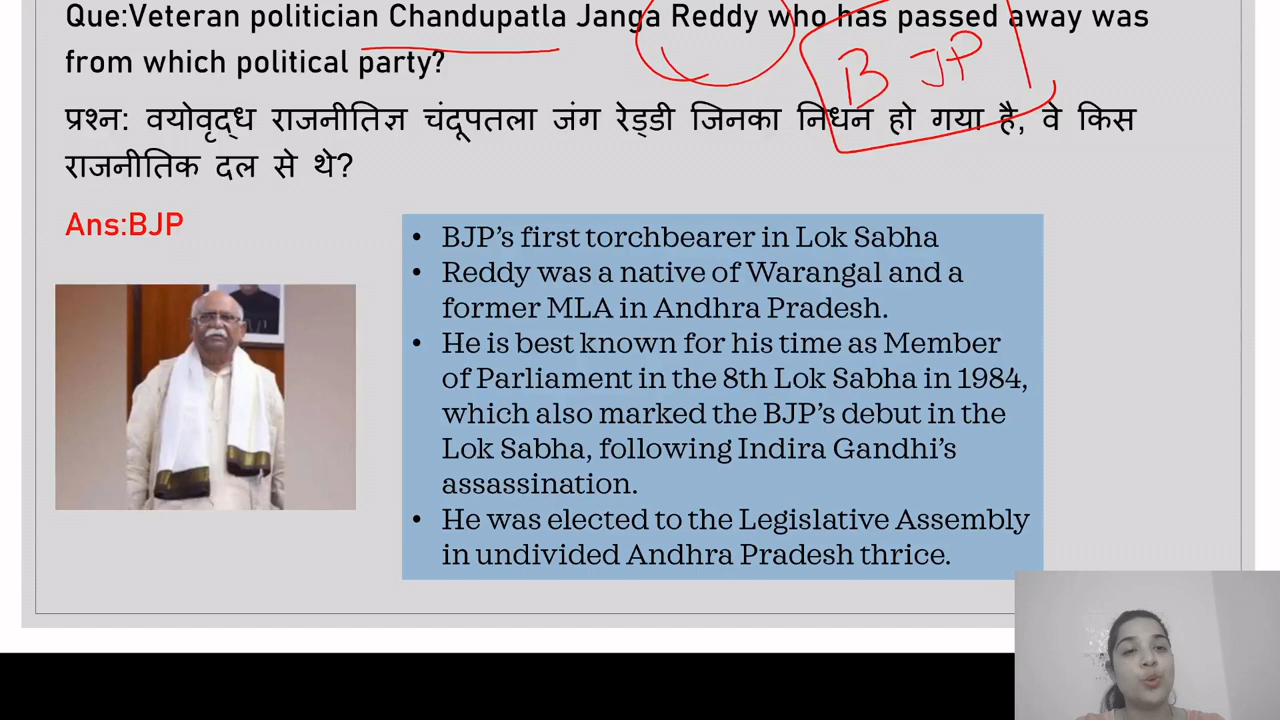 Que:Veteran politician Chandupatla Janga Reddy who has passed away was
from which political party?
B JP
प्रश्न: वयोवृद्ध राजनीतिज्ञ चंदूपतला जंग रेड्डी जिनका निधन हो गया है, वे किस
राजनीतिक दल से थे?
Ans:BJP
• BJP’s first torchbearer in Lok Sabha
• Reddy was a native of Warangal and a
former MLA in Andhra Pradesh.
• He is best known for his time as Member
of Parliament in the 8th Lok Sabha in 1984,
which also marked the BJP’s debut in the
Lok Sabha, following Indira Gandhi’s
assassination.
• He was elected to the Legislative Assembly
in undivided Andhra Pradesh thrice.